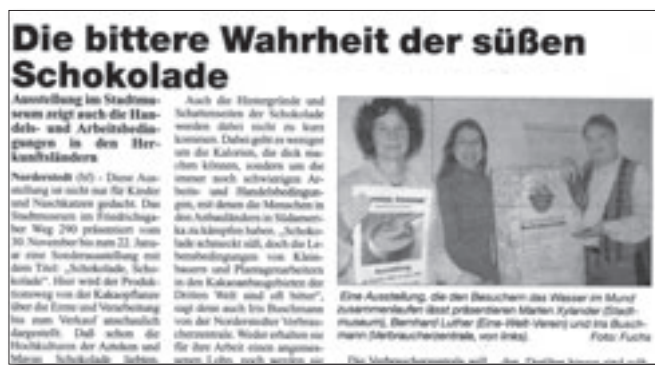 Die bittere Wahrheit der süßen
Schokolade
Ausstellung im Stadtmu-
seum zeigt auch die Han-
dels- und Arbeitsbedin-
gungen in den Her-
kunftsländern
Norderstedt (hf) - Diese Aus-
stellung ist nicht nur für Kinder
und Naschkatzen gedacht. Das
Stadtmuseum im Friedrichsga-
ber Weg 290 präsentiert vom
30. November bis zum 22. Janu-
ar eine Sonderausstellung mit
dem Titel: „Schokolade, Scho-
kolade“. Hier wird der Produk-
tionsweg von der Kakaopflanze
über die Ernte und Verarbeitung
bis zum Verkauf anschaulich
dargestellt. Daß schon die
Hochkulturen der Azteken und
Mayas Schokolade liebten,
Auch die Hintergründe und
Schattenseiten der Schokolade
werden dabei nicht zu kurz
kommen. Dabei geht es weniger
um die Kalorien, die dick ma-
chen können, sondern um die
immer noch schwierigen Ar-
beits- und Handelsbedingun-
gen, mit denen die Menschen in
den Anbauländern in Südameri-
ka zu kämpfen haben. „Schoko-
lade schmeckt süß, doch die Le-
bensbedingungen von Klein-
bauern und Plantagenarbeitern
in den Kakaoanbaugebieten der
Dritten Welt sind oft bitter“,
sagt denn auch Iris Buschmann
von der Norderstedter Verbrau-
cherzentrale. Weder erhalten sie
für ihre Arbeit einen angemes-
senen Lohn, noch werden sie
Eine Ausstellung, die den Besuchern das Wasser im Mund
zusammenlaufen lässt präsentieren Marlen Xylander (Stadt-
museum), Bernhard Luther (Eine-Welt-Verein) und Iris Busch-
mann (Verbraucherzentrale, von links). Foto: Fuchs
Die Verbraucherzentrale will